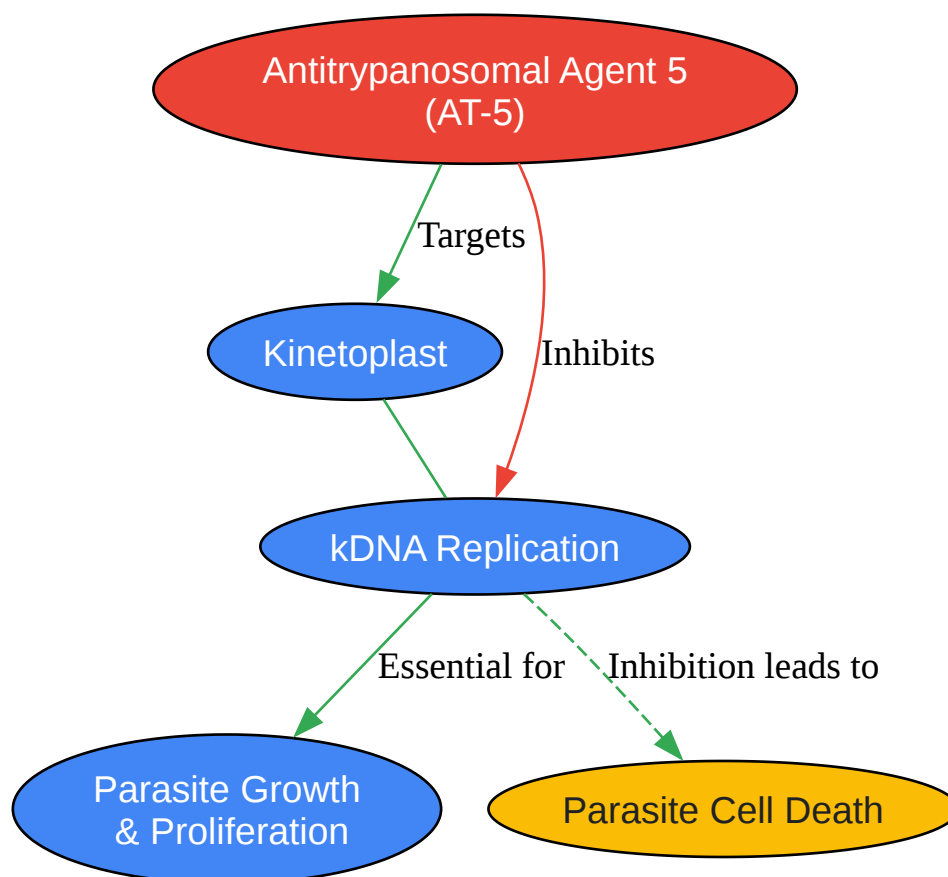 Antitrypanosomal Agent 5
(AT-5)
Targets
Kinetoplast
Inhibits
kDNA Replication
Essential for
Inhibition leads to
Parasite Growth
& Proliferation
Parasite Cell Death